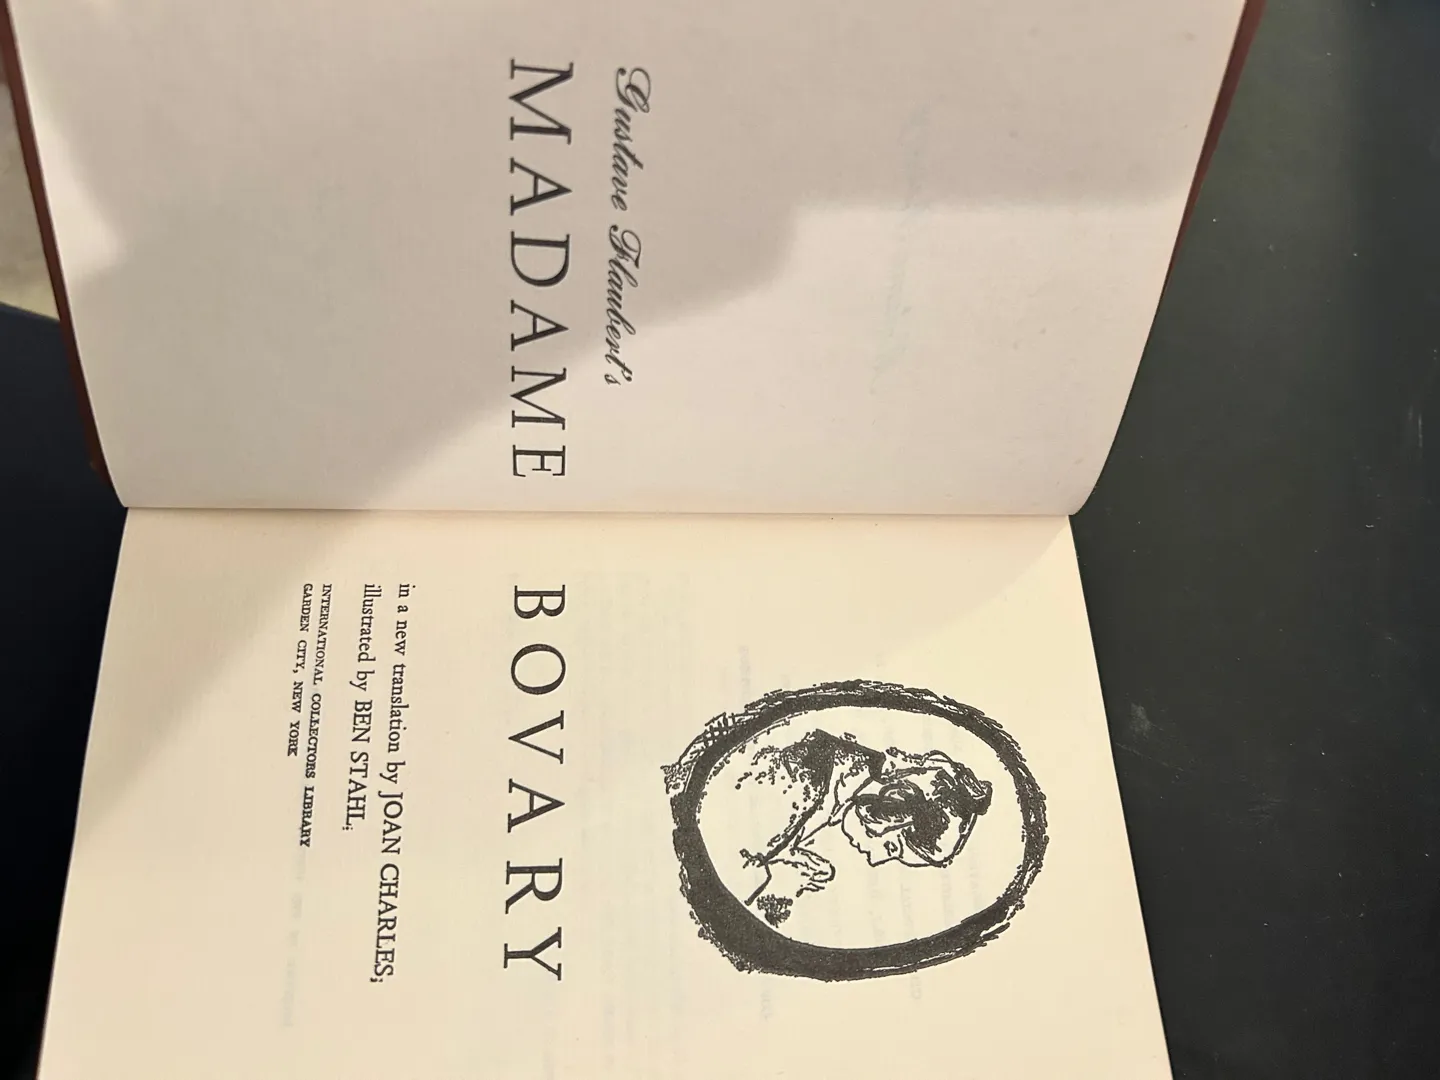 Gustave Flaubert's
MADAME BOVARY
in a new translation by JOAN CHARLES;
illustrated by BEN STAHL;
INTERNATIONAL COLLECTORS LIBRARY
GARDEN CITY, NEW YORK